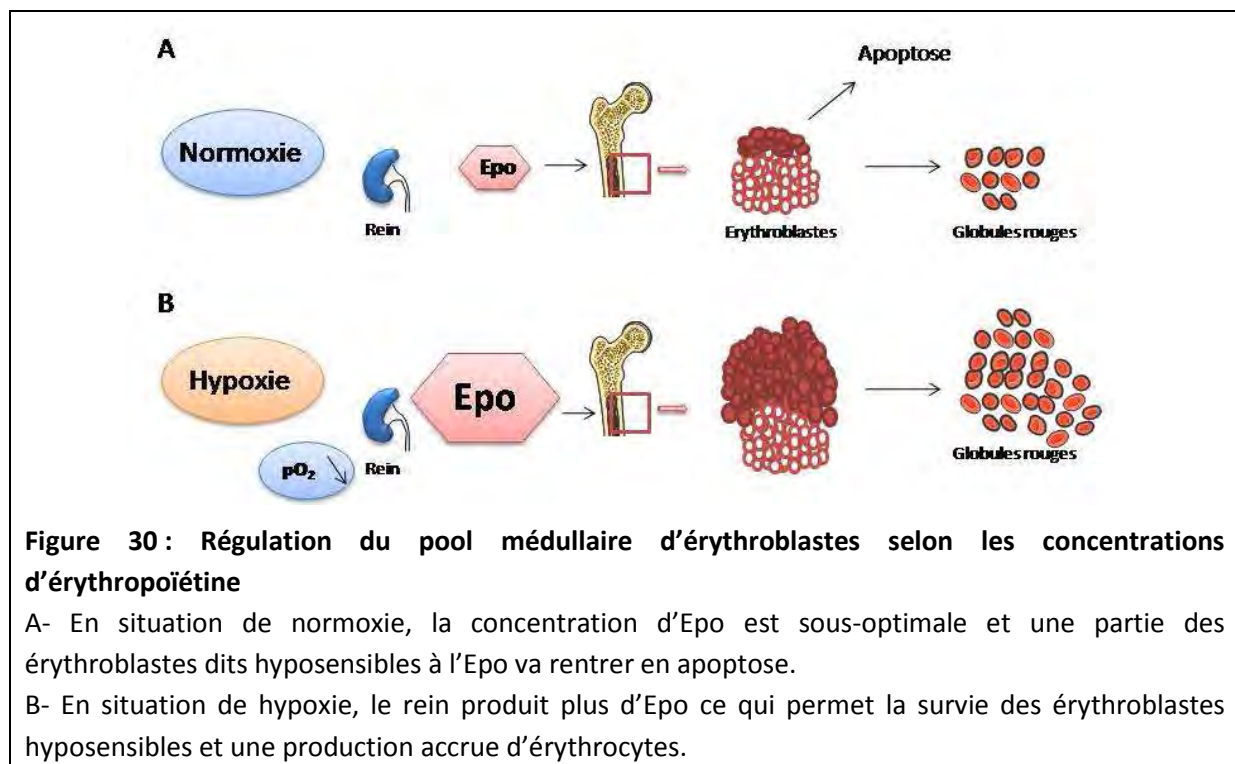 A
Apoptose
Normoxie
Epo
Rein
Erythroblastes
Globules rouges
B
Hypoxie
Epo
pO₂
Rein
Globules rouges
Figure 30 : Régulation du pool médullaire d’érythroblastes selon les concentrations
d’érythropoïétine
A- En situation de normoxie, la concentration d’Epo est sous-optimale et une partie des
érythroblastes dits hyposensibles à l’Epo va rentrer en apoptose.
B- En situation de hypoxie, le rein produit plus d’Epo ce qui permet la survie des érythroblastes
hyposensibles et une production accrue d’érythrocytes.